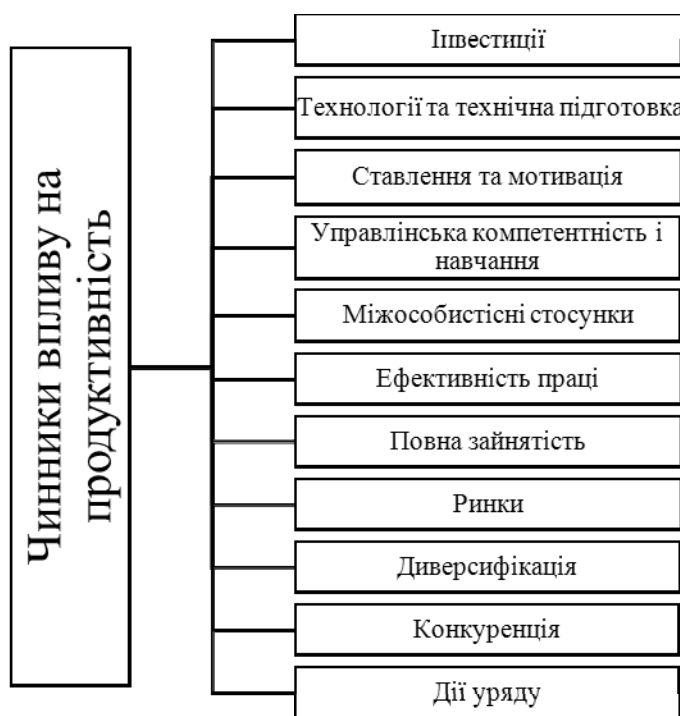 Чинники впливу на
продуктивність
Інвестиції
Технології та технічна підготовка
Ставлення та мотивація
Управлінська компетентність і
навчання
Міжособистісні стосунки
Ефективність праці
Повна зайнятість
Ринки
Диверсифікація
Конкуренція
Дії уряду